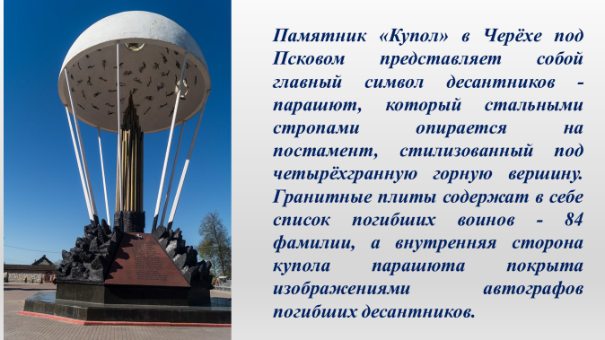 Памятник «Купол» в Черёхе под
Псковом представляет собой
главный символ десантников -
парашют, который стальными
стропами опирается на
постамент, стилизованный под
четырёхгранную горную вершину.
Гранитные плиты содержат в себе
список погибших воинов - 84
фамилии, а внутренняя сторона
купола парашюта покрыта
изображениями автографов
погибших десантников.